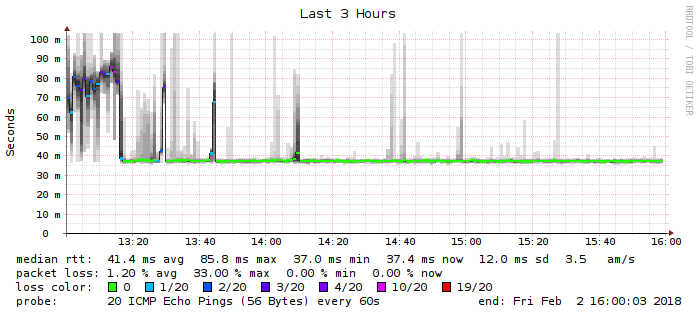 Last 3 Hours
RRDTOOL / TOBI OETIKER
Seconds
100 m
90 m
80 m
70 m
60 m
50 m
40 m
30 m
20 m
10 m
0
13:20 13:40 14:00 14:20 14:40 15:00 15:20 15:40 16:00
median rtt: 41.4 ms avg 85.8 ms max 37.0 ms min 37.4 ms now 12.0 ms sd 3.5 am/s
packet loss: 1.20 % avg 33.00 % max 0.00 % min 0.00 % now
loss color: 0 1/20 2/20 3/20 4/20 10/20 19/20
probe: 20 ICMP Echo Pings (56 Bytes) every 60s end: Fri Feb 2 16:00:03 2018